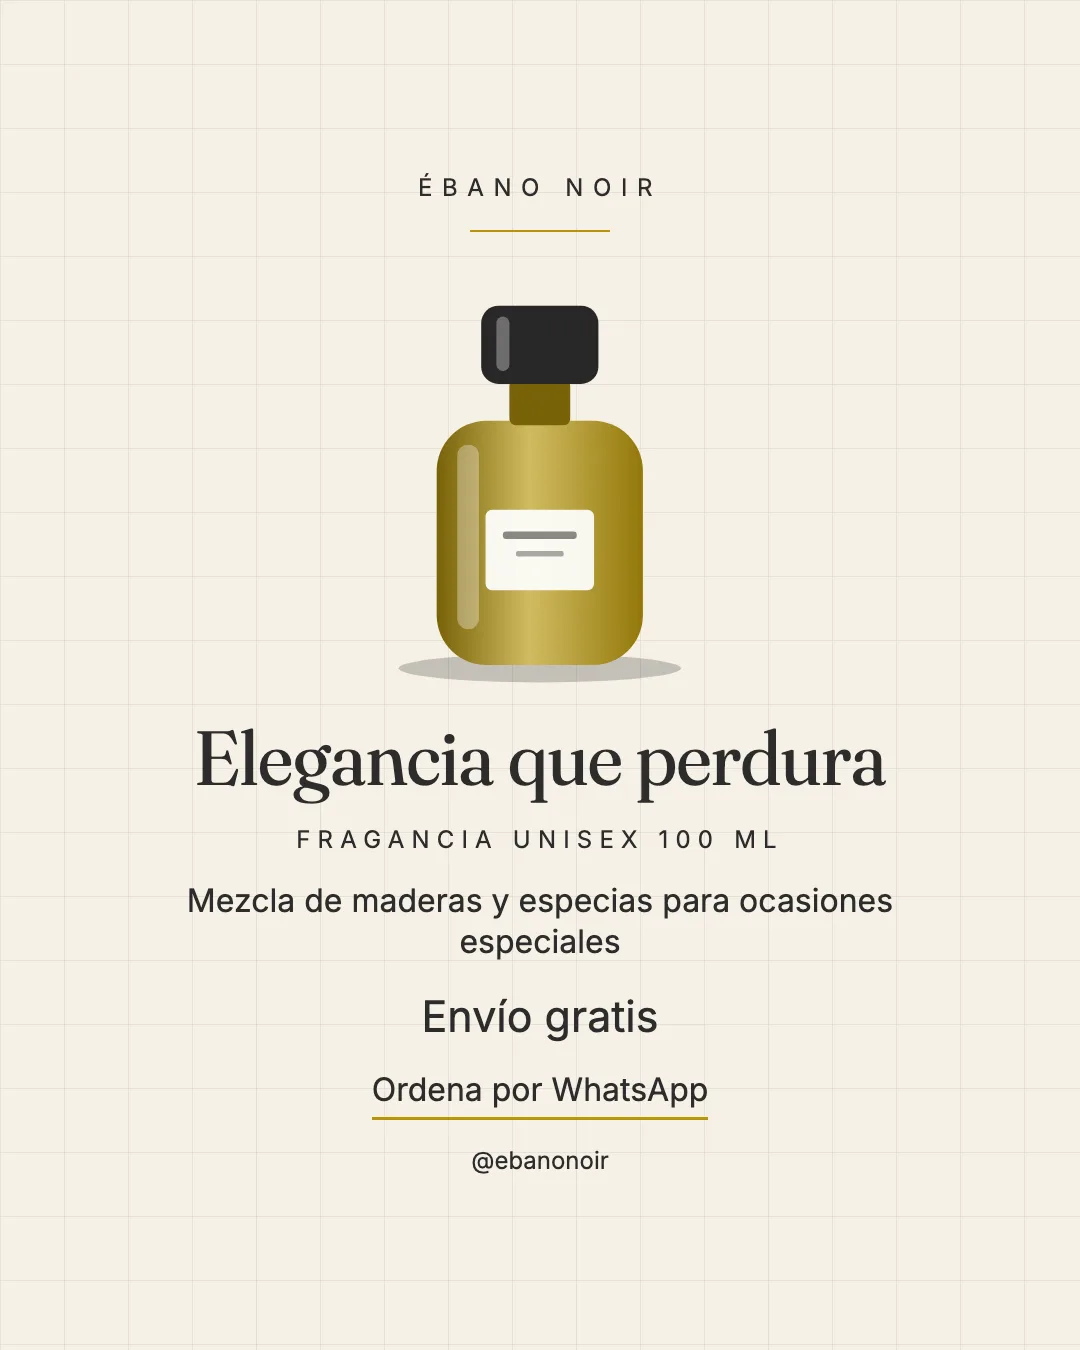 ÉBANO NOIR
Elegancia que perdura
FRAGANCIA UNISEX 100 ML
Mezcla de maderas y especias para ocasiones
especiales
Envío gratis
Ordena por WhatsApp
@ebanonoir